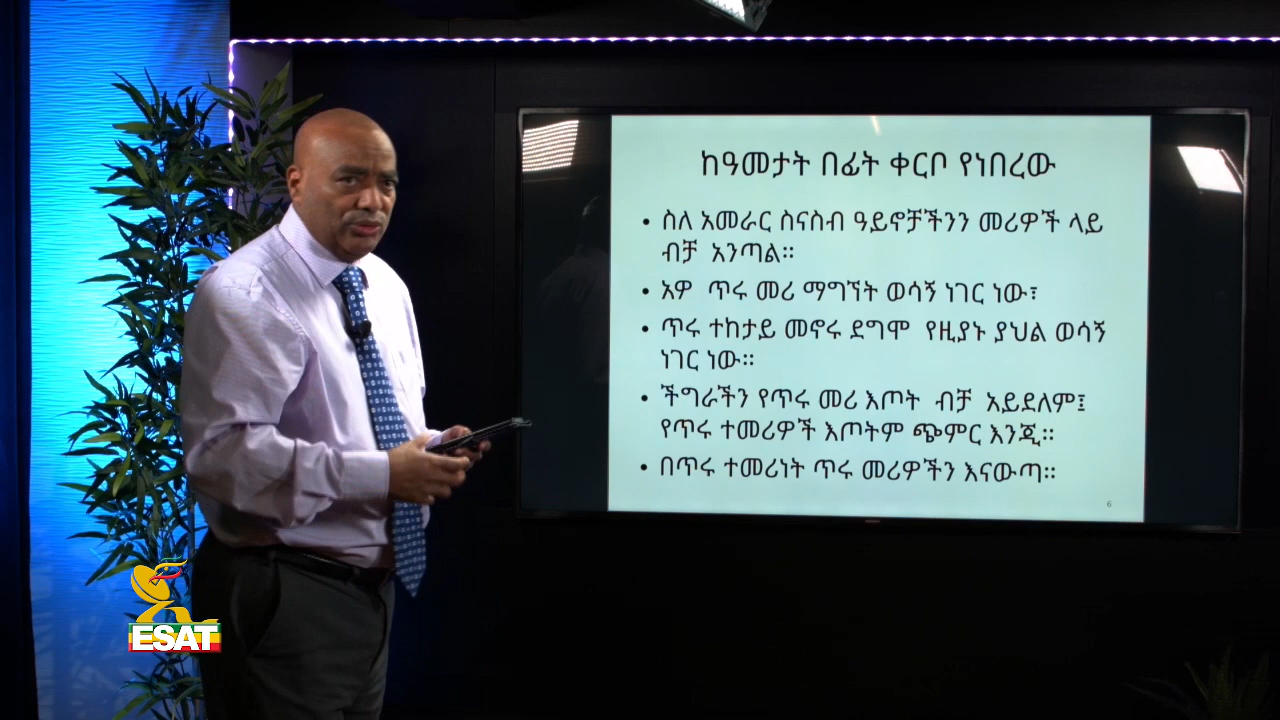 ከዓመታት በፊት ቀርቦ የነበረው
• ስለ አመራር ስናስብ ዓይኖቻችንን መሪዎች ላይ
ብቻ አንጣል።
• አዎ ጥሩ መሪ ማግኘት ወሳኝ ነገር ነው፣
• ጥሩ ተከታይ መኖሩ ደግሞ የዚያኑ ያህል ወሳኝ
ነገር ነው።
• ችግራችን የጥሩ መሪ እጦት ብቻ አይደለም፤
የጥሩ ተመሪዎች እጦትም ጭምር እንጂ።
• በጥሩ ተመሪነት ጥሩ መሪዎችን እናውጣ።
6
ESAT